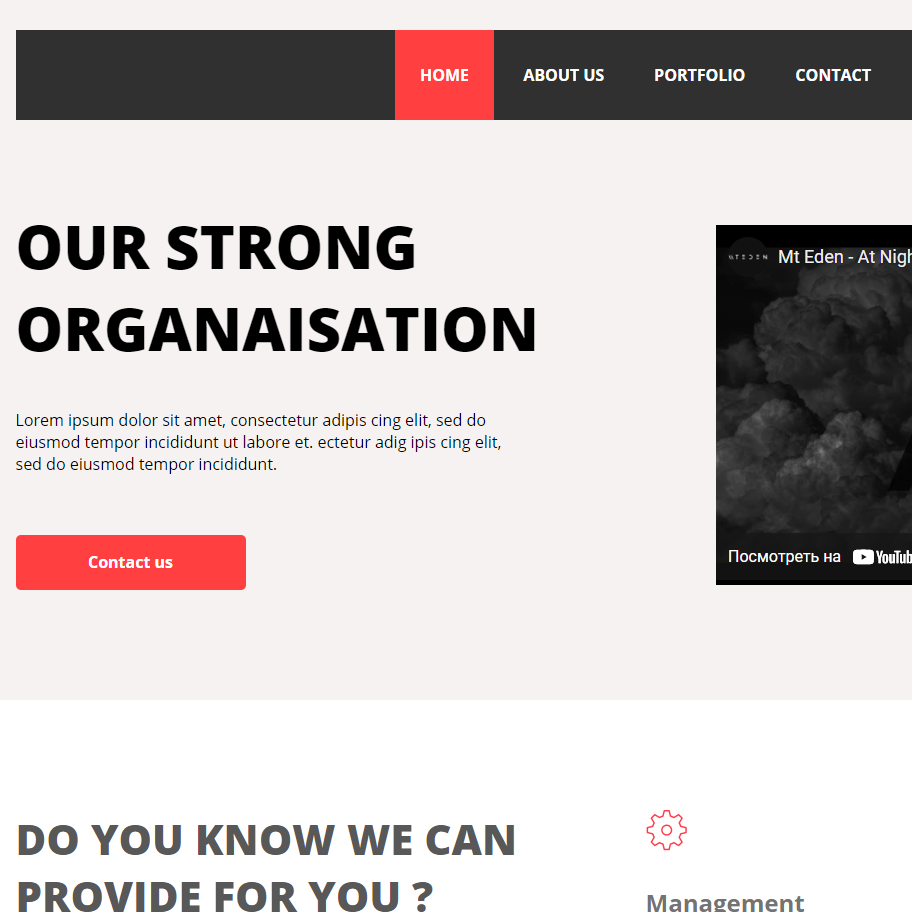 HOME ABOUT US PORTFOLIO CONTACT
OUR STRONG
ORGANAISATION
Lorem ipsum dolor sit amet, consectetur adipis cing elit, sed do
eiusmod tempor incididunt ut labore et. ectetur adig ipis cing elit,
sed do eiusmod tempor incididunt.
Contact us
Mt Eden - At Nigh
Посмотреть на YouTub
DO YOU KNOW WE CAN
PROVIDE FOR YOU ?
Management